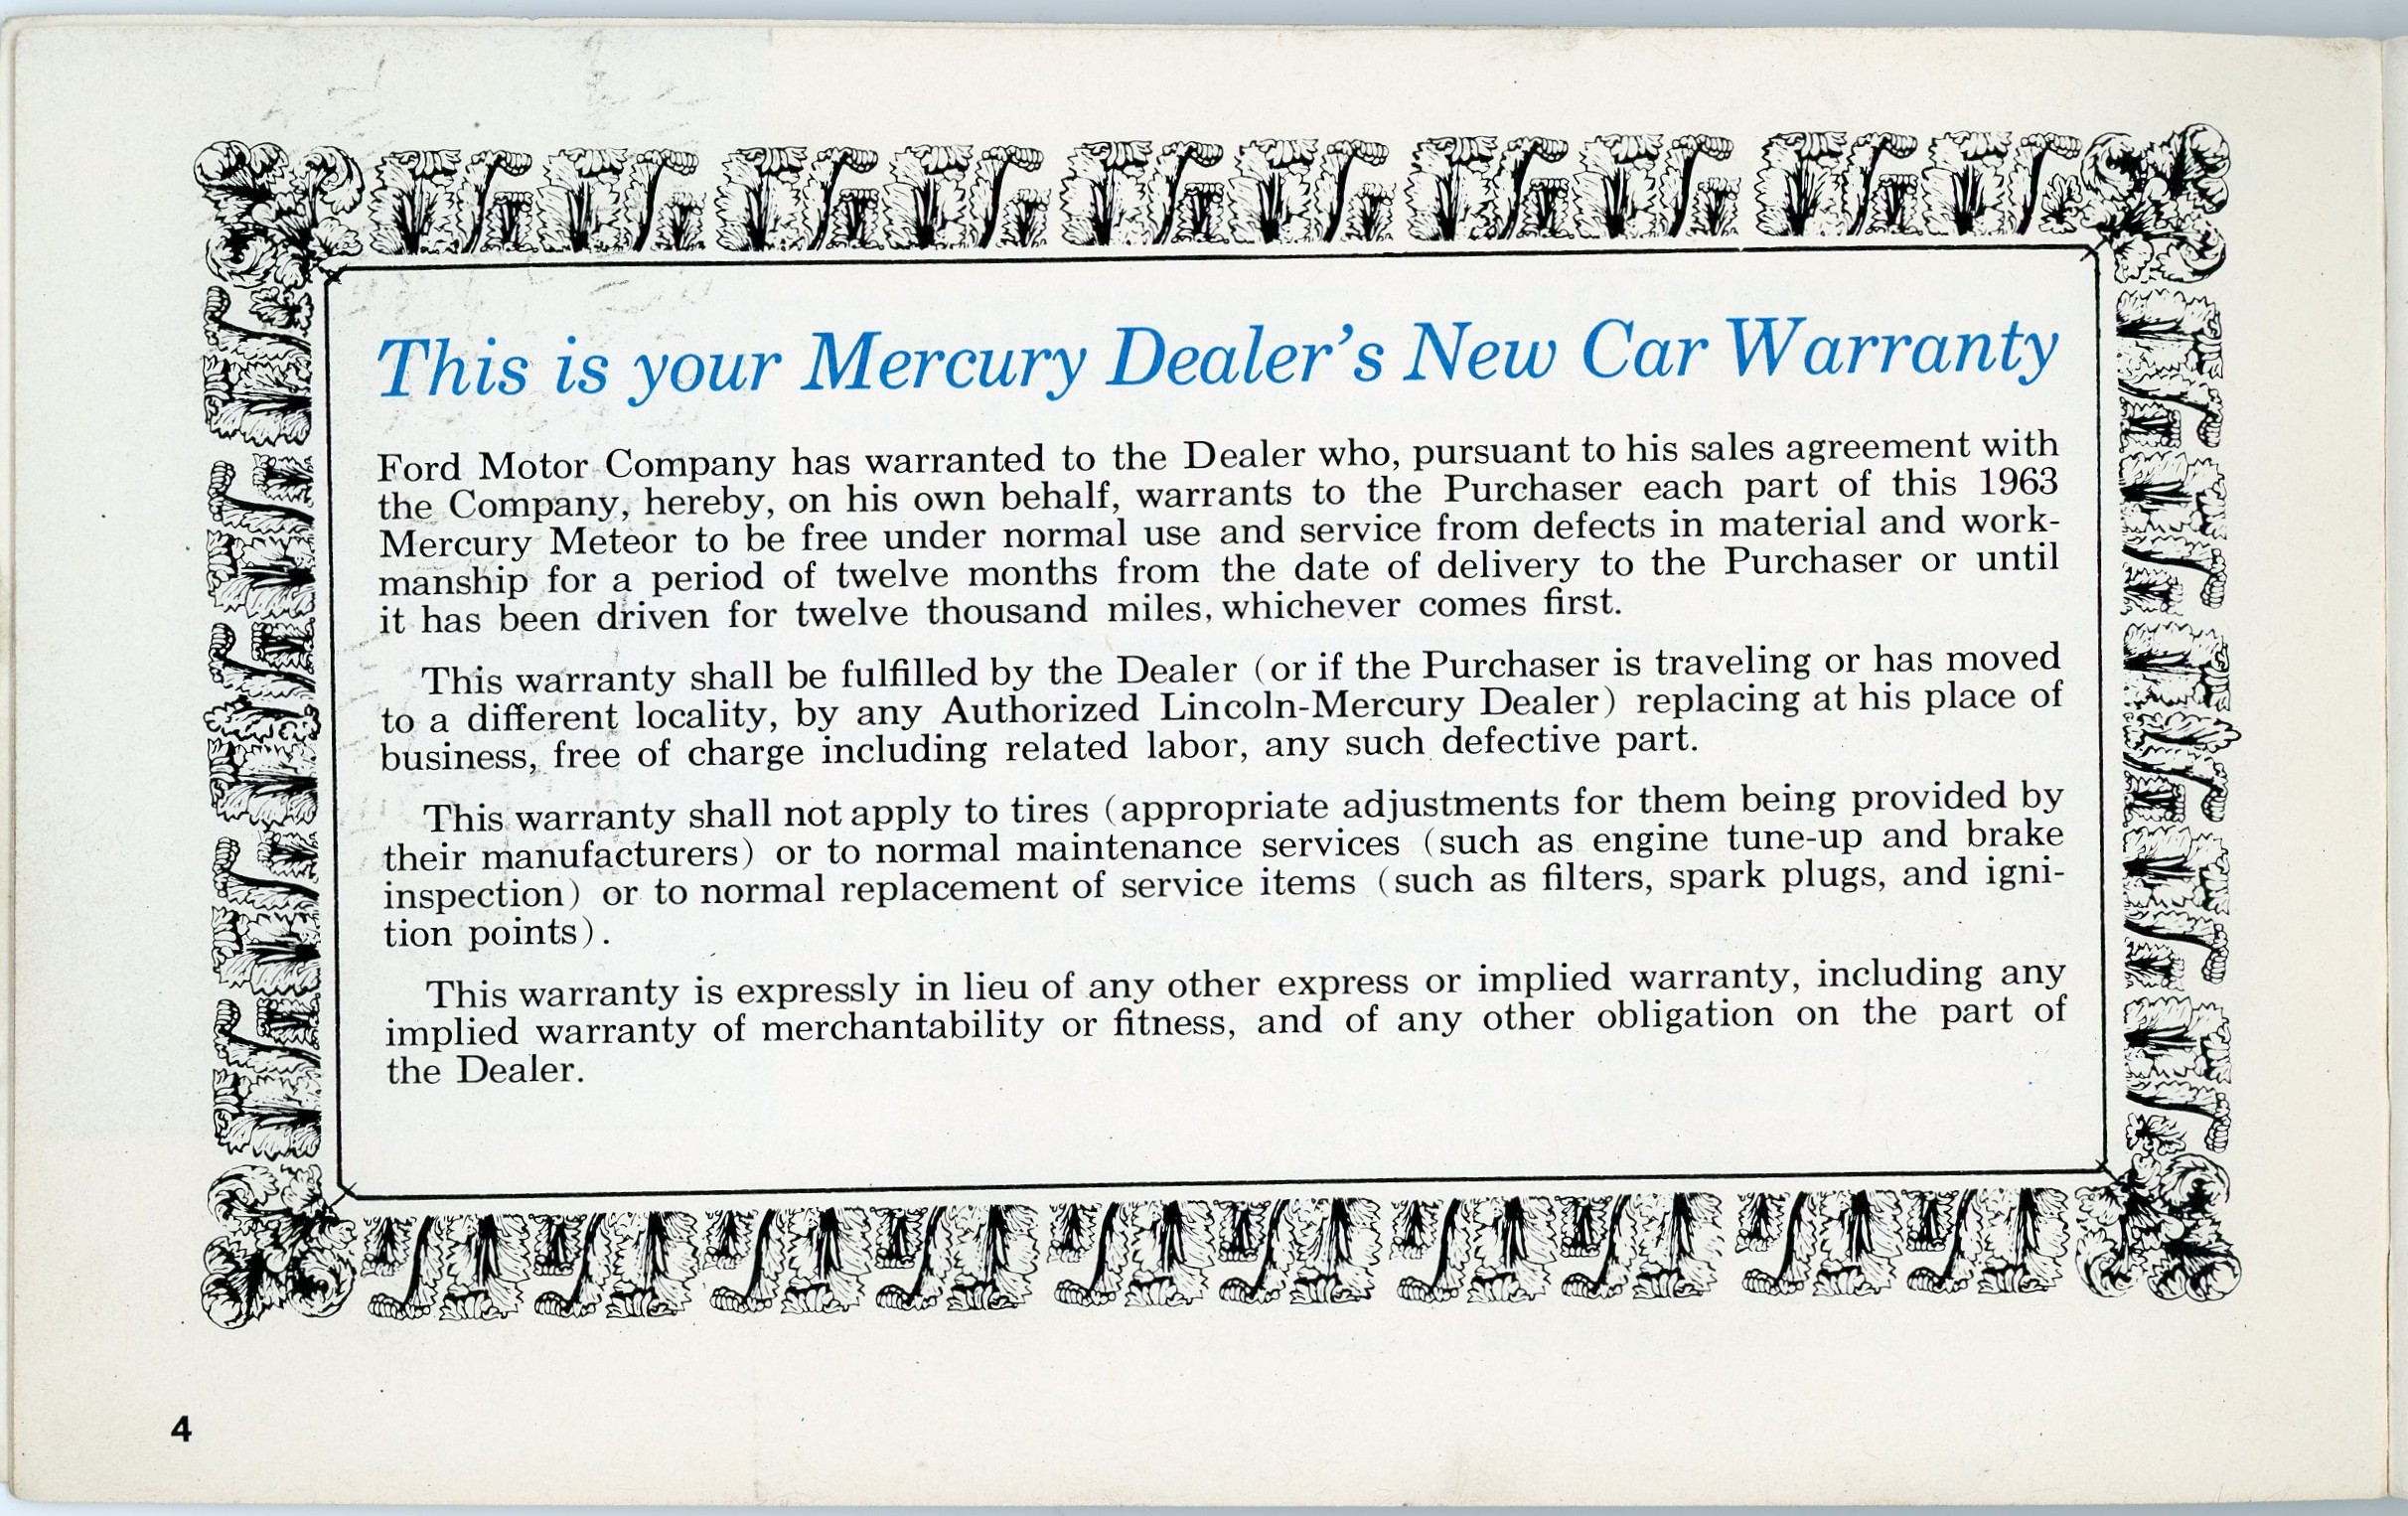 This is your Mercury Dealer's New Car Warranty
Ford Motor Company has warranted to the Dealer who, pursuant to his sales agreement with
the Company, hereby, on his own behalf, warrants to the Purchaser each part of this 1963
Mercury Meteor to be free under normal use and service from defects in material and work-
manship for a period of twelve months from the date of delivery to the Purchaser or until
it has been driven for twelve thousand miles, whichever comes first.
This warranty shall be fulfilled by the Dealer (or if the Purchaser is traveling or has moved
to a different locality, by any Authorized Lincoln-Mercury Dealer) replacing at his place of
business, free of charge including related labor, any such defective part.
This warranty shall not apply to tires (appropriate adjustments for them being provided by
their manufacturers) or to normal maintenance services (such as engine tune-up and brake
inspection) or to normal replacement of service items (such as filters, spark plugs, and igni-
tion points).
This warranty is expressly in lieu of any other express or implied warranty, including any
implied warranty of merchantability or fitness, and of any other obligation on the part of
the Dealer.
4